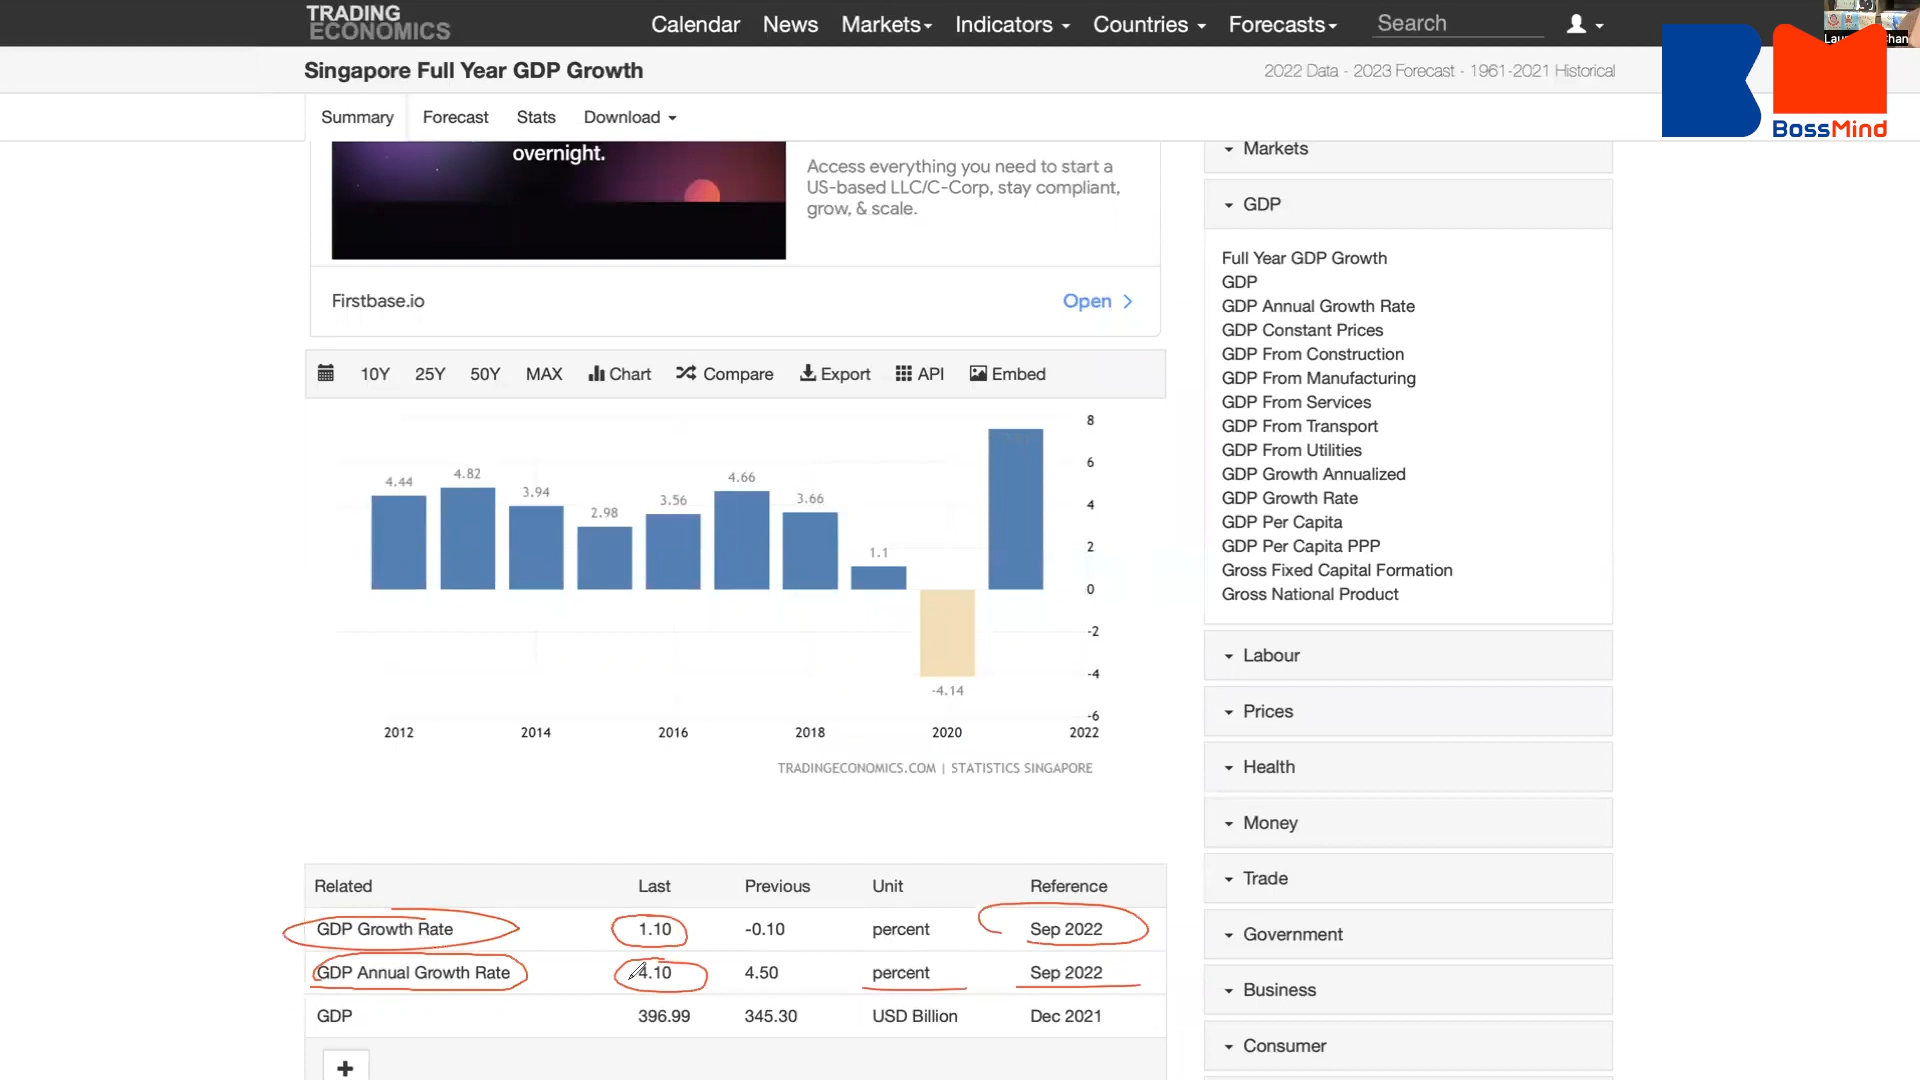 TRADING
ECONOMICS
Calendar News Markets Indicators Countries Forecasts Search
Singapore Full Year GDP Growth
2022 Data - 2023 Forecast - 1961-2021 Historical
BossMind
Summary Forecast Stats Download
overnight.
Access everything you need to start a
US-based LLC/C-Corp, stay compliant,
grow, & scale.
Firstbase.io
Open
10Y 25Y 50Y MAX Chart Compare Export API Embed
8
6
4
2
0
-2
-4
-6
4.44
4.82
3.94
2.98
3.56
4.66
3.66
1.1
-4.14
2012 2014 2016 2018 2020 2022
TRADINGECONOMICS.COM | STATISTICS SINGAPORE
Related Last Previous Unit Reference
GDP Growth Rate 1.10 -0.10 percent Sep 2022
GDP Annual Growth Rate 4.10 4.50 percent Sep 2022
GDP 396.99 345.30 USD Billion Dec 2021
Markets
GDP
Full Year GDP Growth
GDP
GDP Annual Growth Rate
GDP Constant Prices
GDP From Construction
GDP From Manufacturing
GDP From Services
GDP From Transport
GDP From Utilities
GDP Growth Annualized
GDP Growth Rate
GDP Per Capita
GDP Per Capita PPP
Gross Fixed Capital Formation
Gross National Product
Labour
Prices
Health
Money
Trade
Government
Business
Consumer